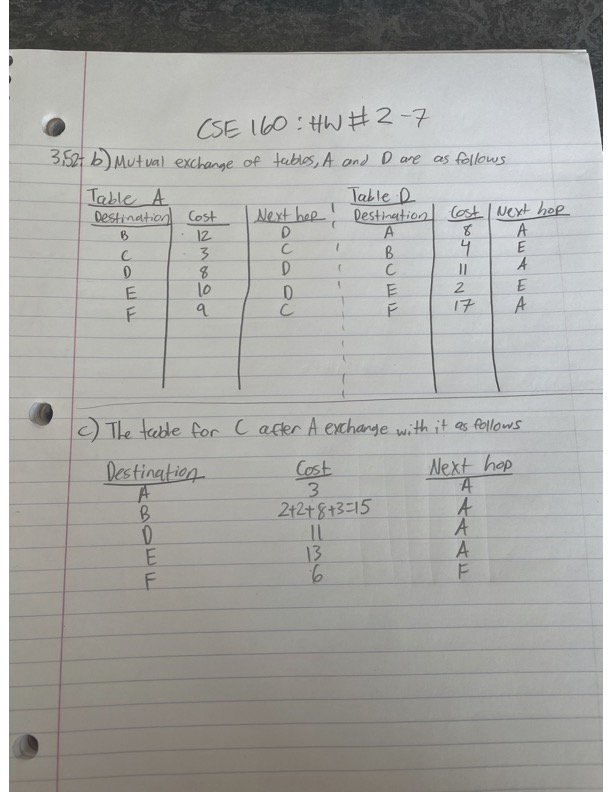 CSE 160 : HW # 2-7
3.52- b) Mutual exchange of tables, A and D are as follows
Table A Table D
Destination Cost Next hop Destination Cost Next hop
B 12 D A 8 A
C 3 C B 4 E
D 8 D C 11 A
E 10 D E 2 E
F 9 C F 17 A
c) The table for C after A exchange with it as follows
Destination Cost Next hop
A 3 A
B 2+2+8+3=15 A
D 11 A
E 13 A
F 6 F